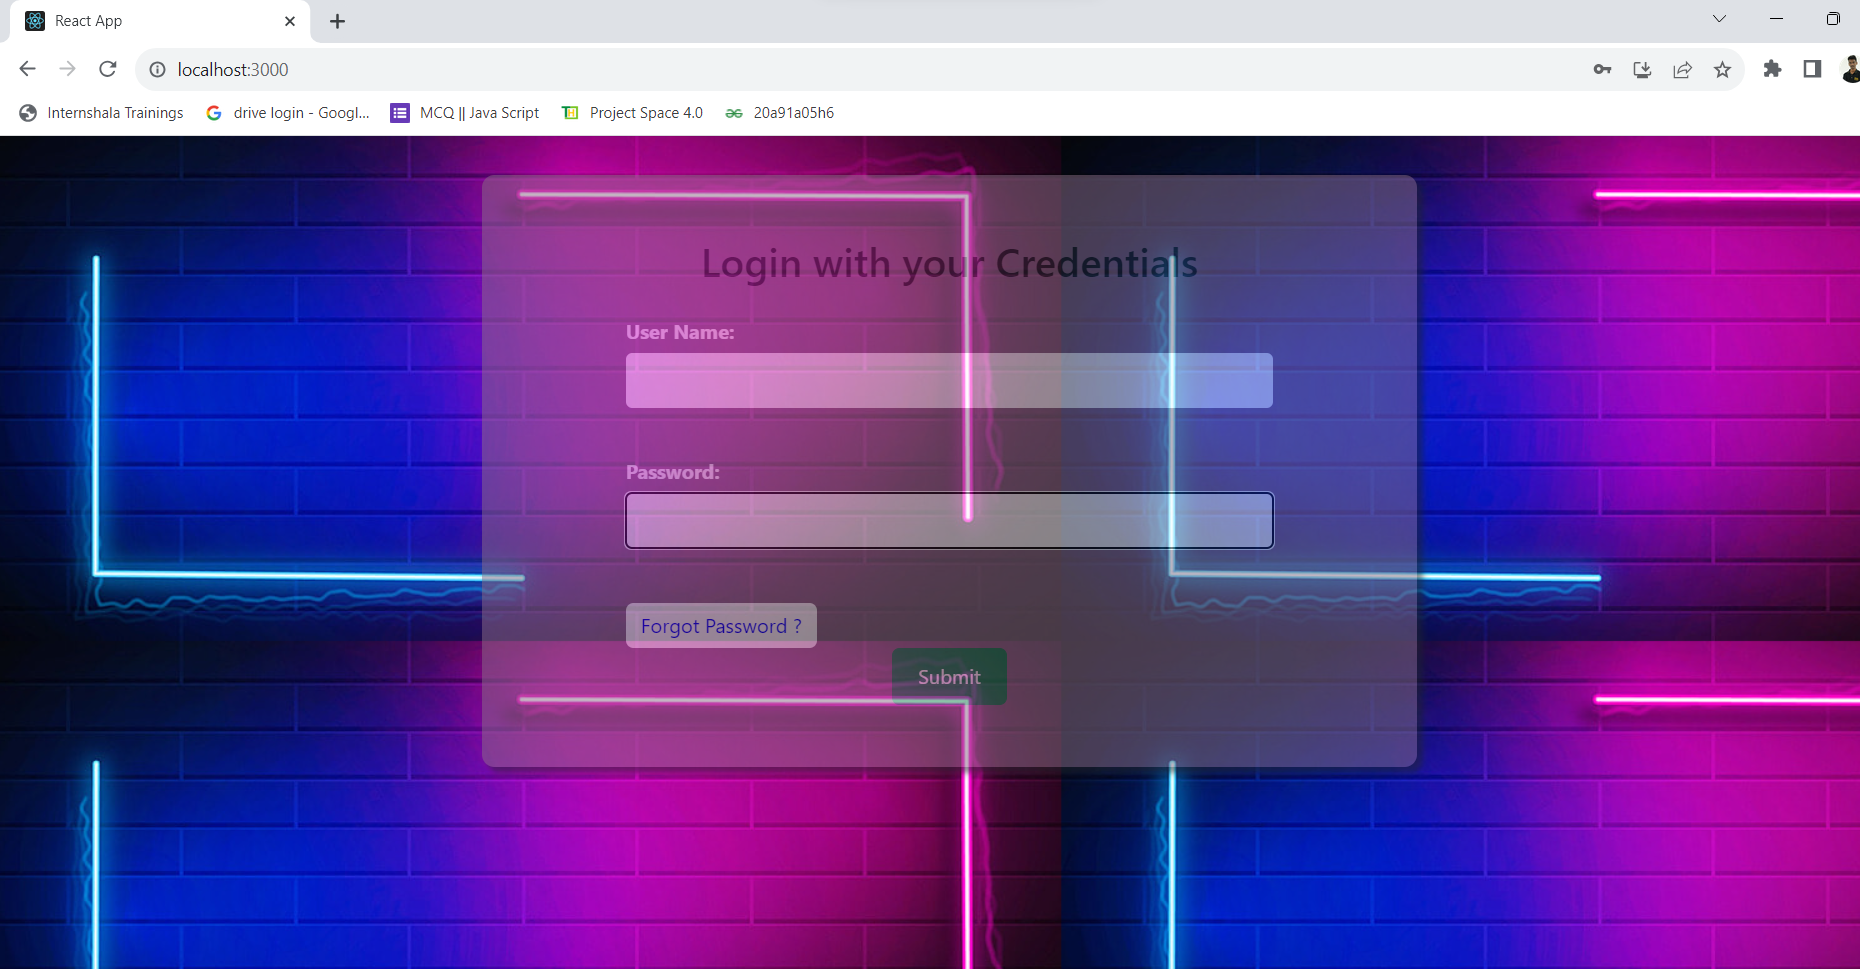 React App
localhost:3000
Internshala Trainings drive login - Googl... MCQ || Java Script Project Space 4.0 20a91a05h6
Login with your Credentials
User Name:
Password:
Forgot Password ?
Submit